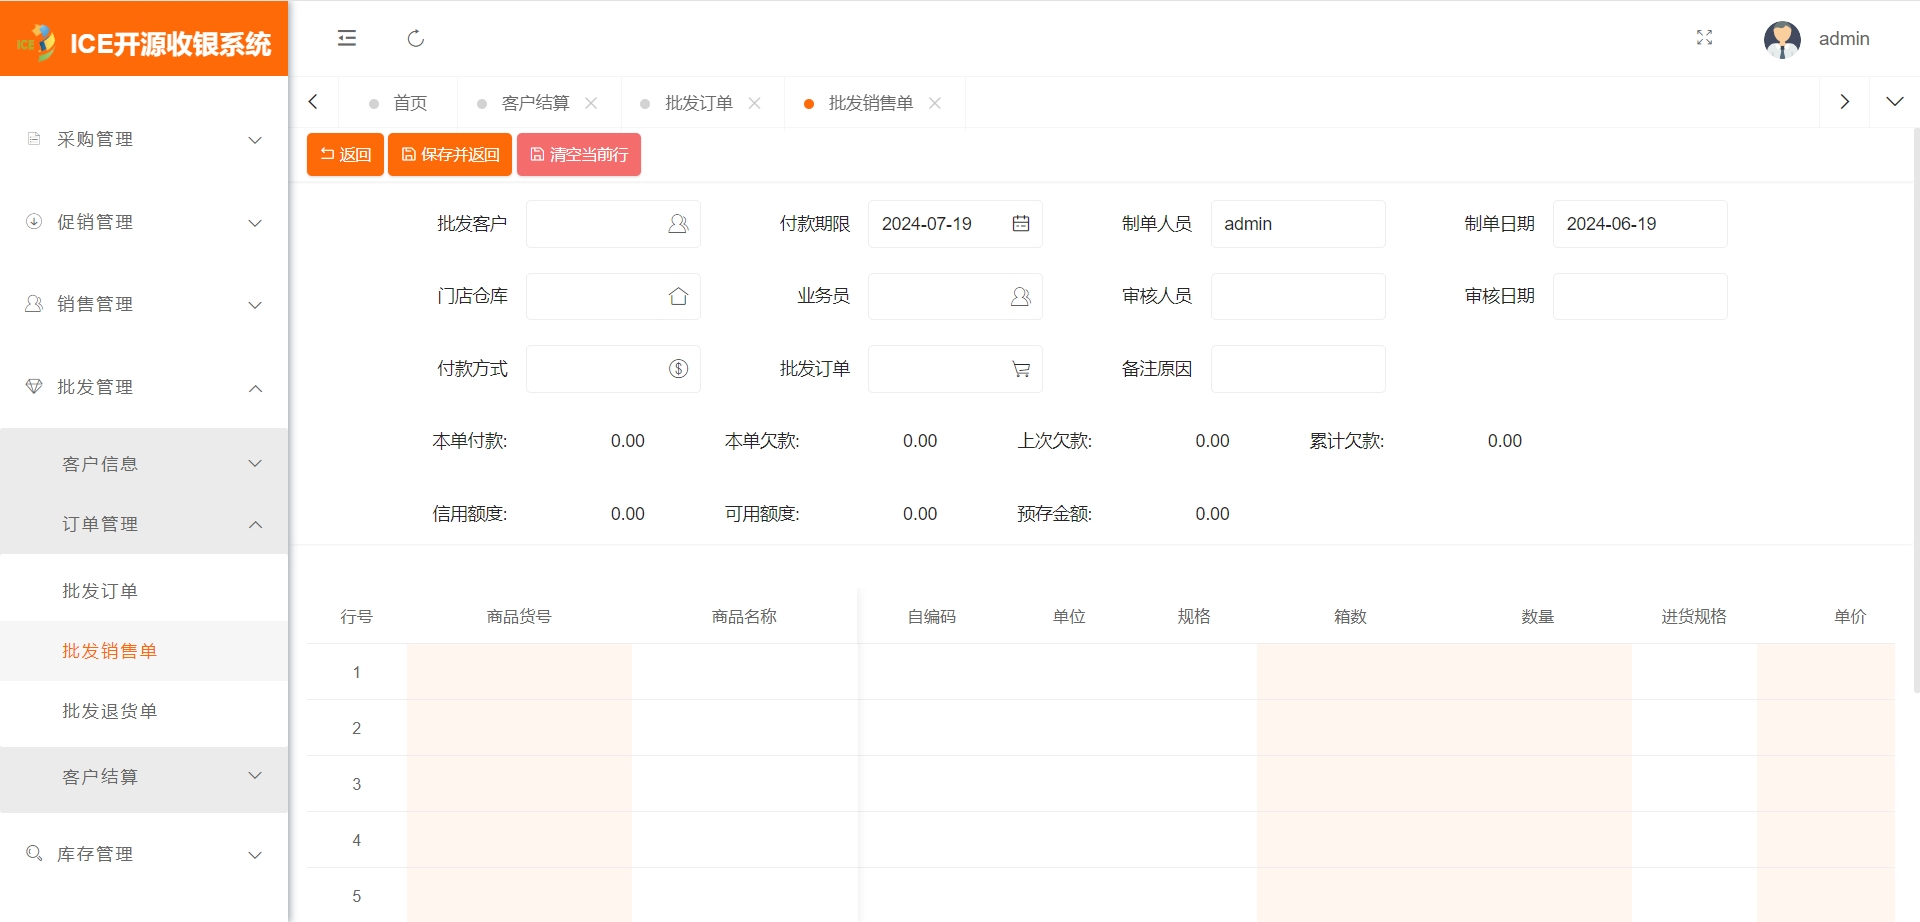 ICE ICE开源收银系统
admin
首页 客户结算 批发订单 批发销售单
返回 保存并返回 清空当前行
采购管理
促销管理
销售管理
批发管理
客户信息
订单管理
批发订单
批发销售单
批发退货单
客户结算
库存管理
批发客户 付款期限 2024-07-19 制单人员 admin 制单日期 2024-06-19
门店仓库 业务员 审核人员 审核日期
付款方式 批发订单 备注原因
本单付款: 0.00 本单欠款: 0.00 上次欠款: 0.00 累计欠款: 0.00
信用额度: 0.00 可用额度: 0.00 预存金额: 0.00
行号 商品货号 商品名称 自编码 单位 规格 箱数 数量 进货规格 单价
1
2
3
4
5